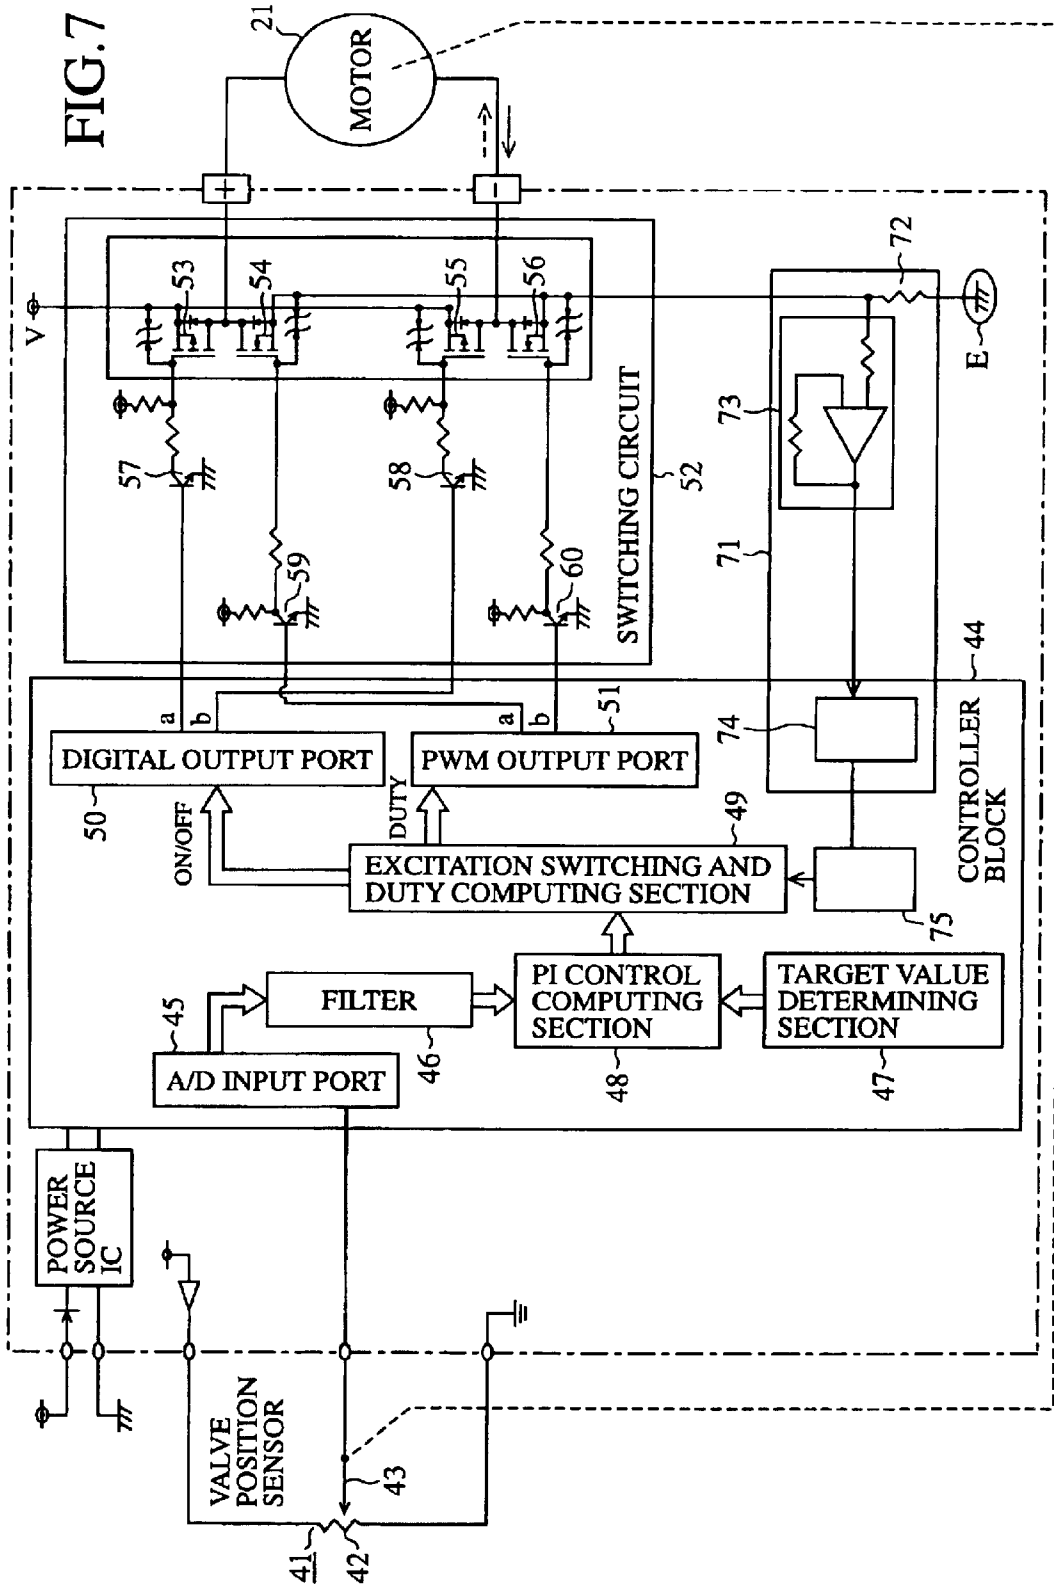 FIG.7
41
42
43
VALVE
POSITION
SENSOR
POWER
SOURCE
IC
A/D INPUT PORT
45
FILTER
46
PI CONTROL
COMPUTING
SECTION
48
TARGET VALUE
DETERMINING
SECTION
47
EXCITATION SWITCHING AND
DUTY COMPUTING SECTION
49
ON/OFF
DUTY
DIGITAL OUTPUT PORT
50
a
b
PWM OUTPUT PORT
51
a
b
75
74
CONTROLLER
BLOCK
44
SWITCHING CIRCUIT
52
57
58
59
60
53
54
55
56
V
+
−
MOTOR
21
71
72
73
E